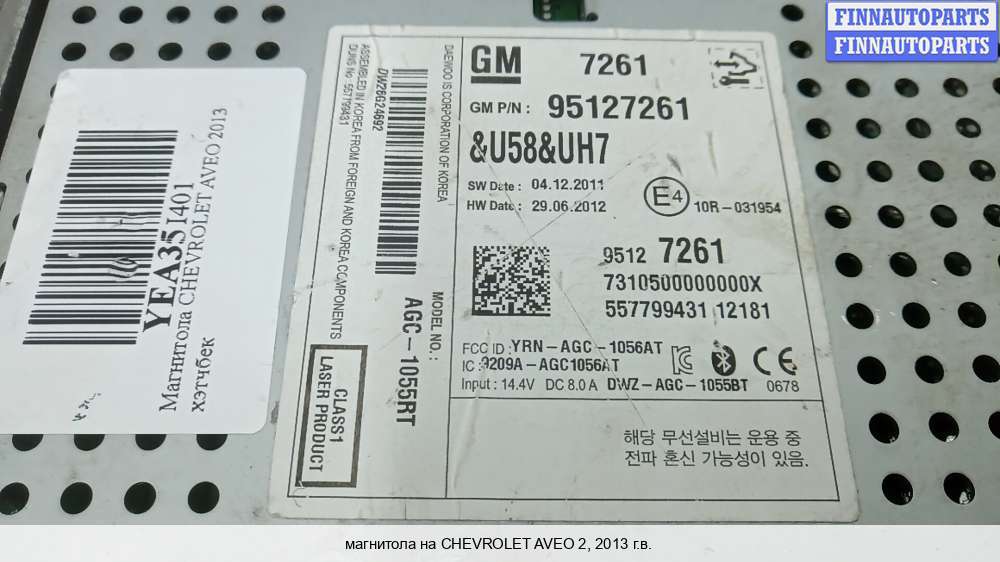 FINNAUTOPARTS
FINNAUTOPARTS
YEA351401
Магнитола CHEVROLET AVEO 2013
хэтчбек
ASSEMBLED IN KOREA FROM FOREIGN AND KOREA COMPONENTS
DUNS No : 557799431
DW26G24692
DAEWOO IS CORPORATION OF KOREA
MODEL NO.:
AGC-1055RT
CLASS1
LASER PRODUCT
GM 7261
GM P/N: 95127261
&U58&UH7
SW Date: 04.12.2011
HW Date: 29.06.2012
E4 10R-031954
9512 7261
7310500000000X
557799431 12181
FCC ID: YRN-AGC-1056AT
IC: 9209A-AGC1056AT
Input: 14.4V DC 8.0 A DWZ-AGC-1055BT 0678
CE
해당 무선설비는 운용 중
전파 혼신 가능성이 있음.
магнитола на CHEVROLET AVEO 2, 2013 г.в.